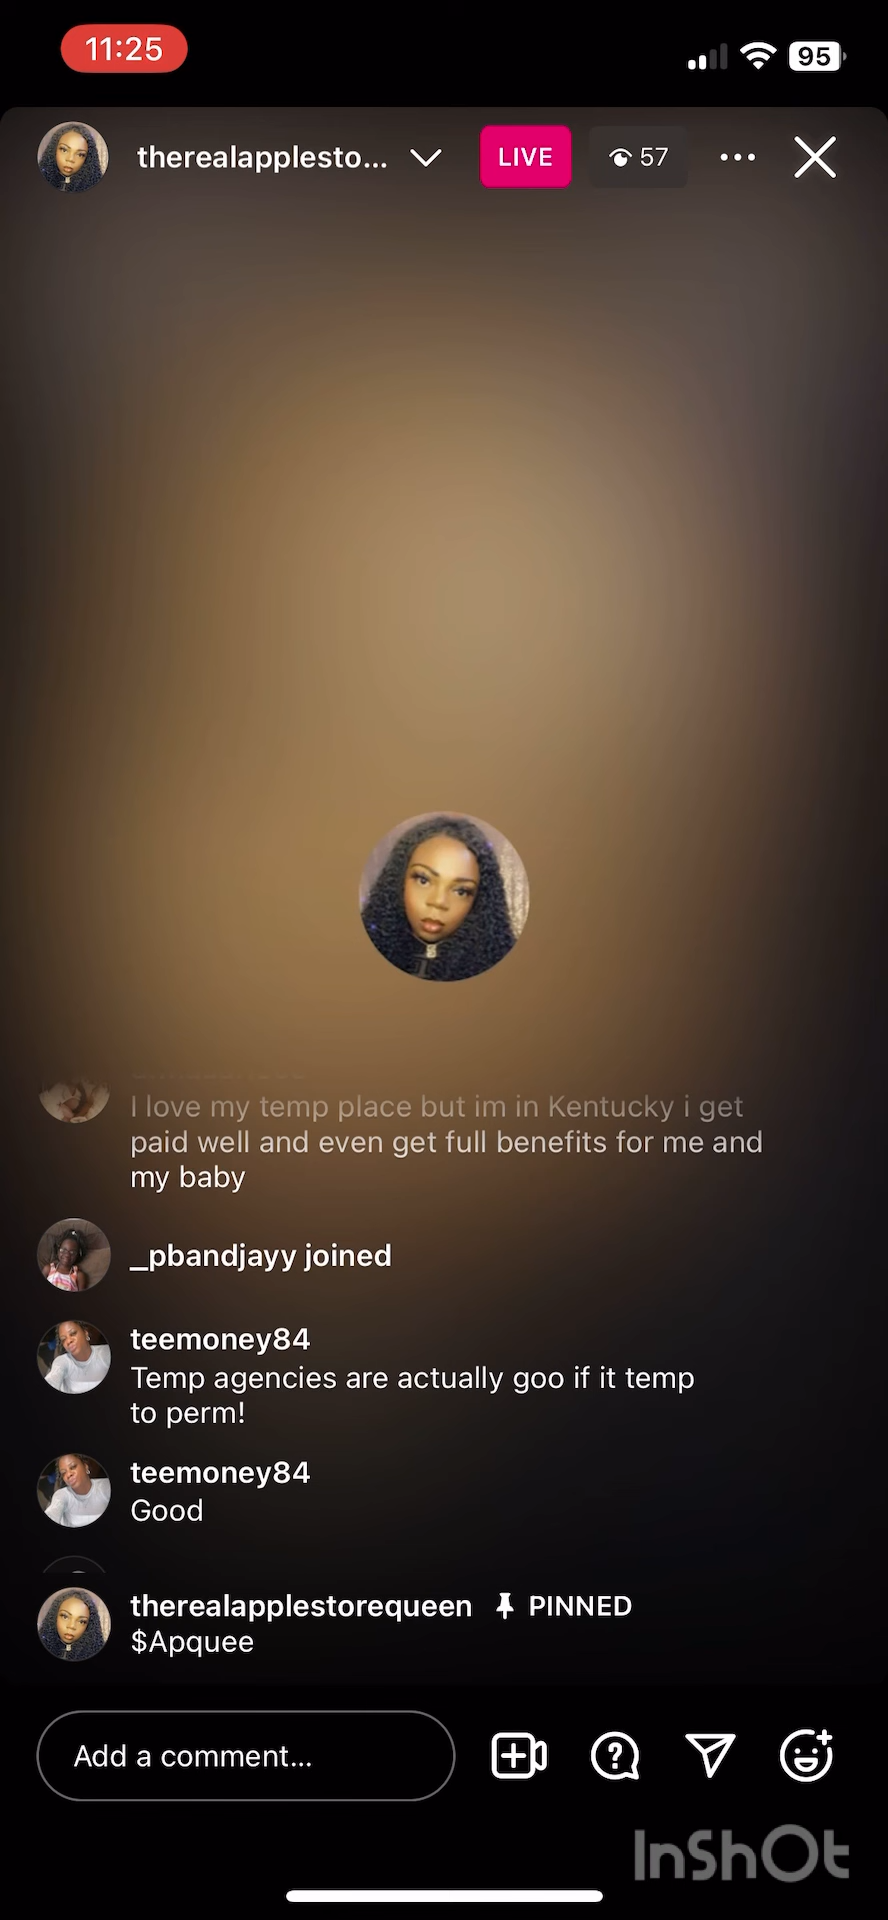 11:25
95
therealapplesto...
LIVE
57
I love my temp place but im in Kentucky i get
paid well and even get full benefits for me and
my baby
_pbandjayy joined
teemoney84
Temp agencies are actually goo if it temp
to perm!
teemoney84
Good
therealapplestorequeen PINNED
$Apquee
Add a comment...
InShOt